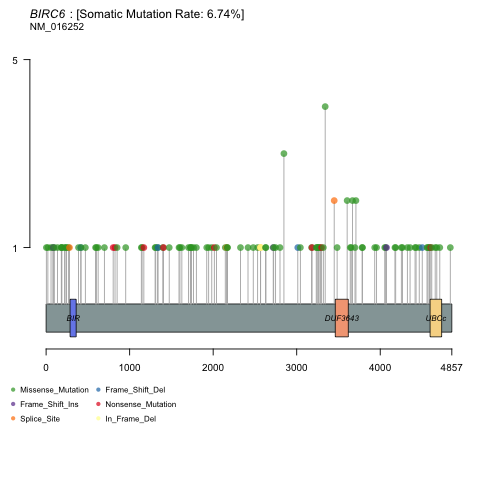 BIRC6 : [Somatic Mutation Rate: 6.74%]
NM_016252
5
1
BIR DUF3643 UBCc
0 1000 2000 3000 4000 4857
Missense_Mutation Frame_Shift_Del
Frame_Shift_Ins Nonsense_Mutation
Splice_Site In_Frame_Del